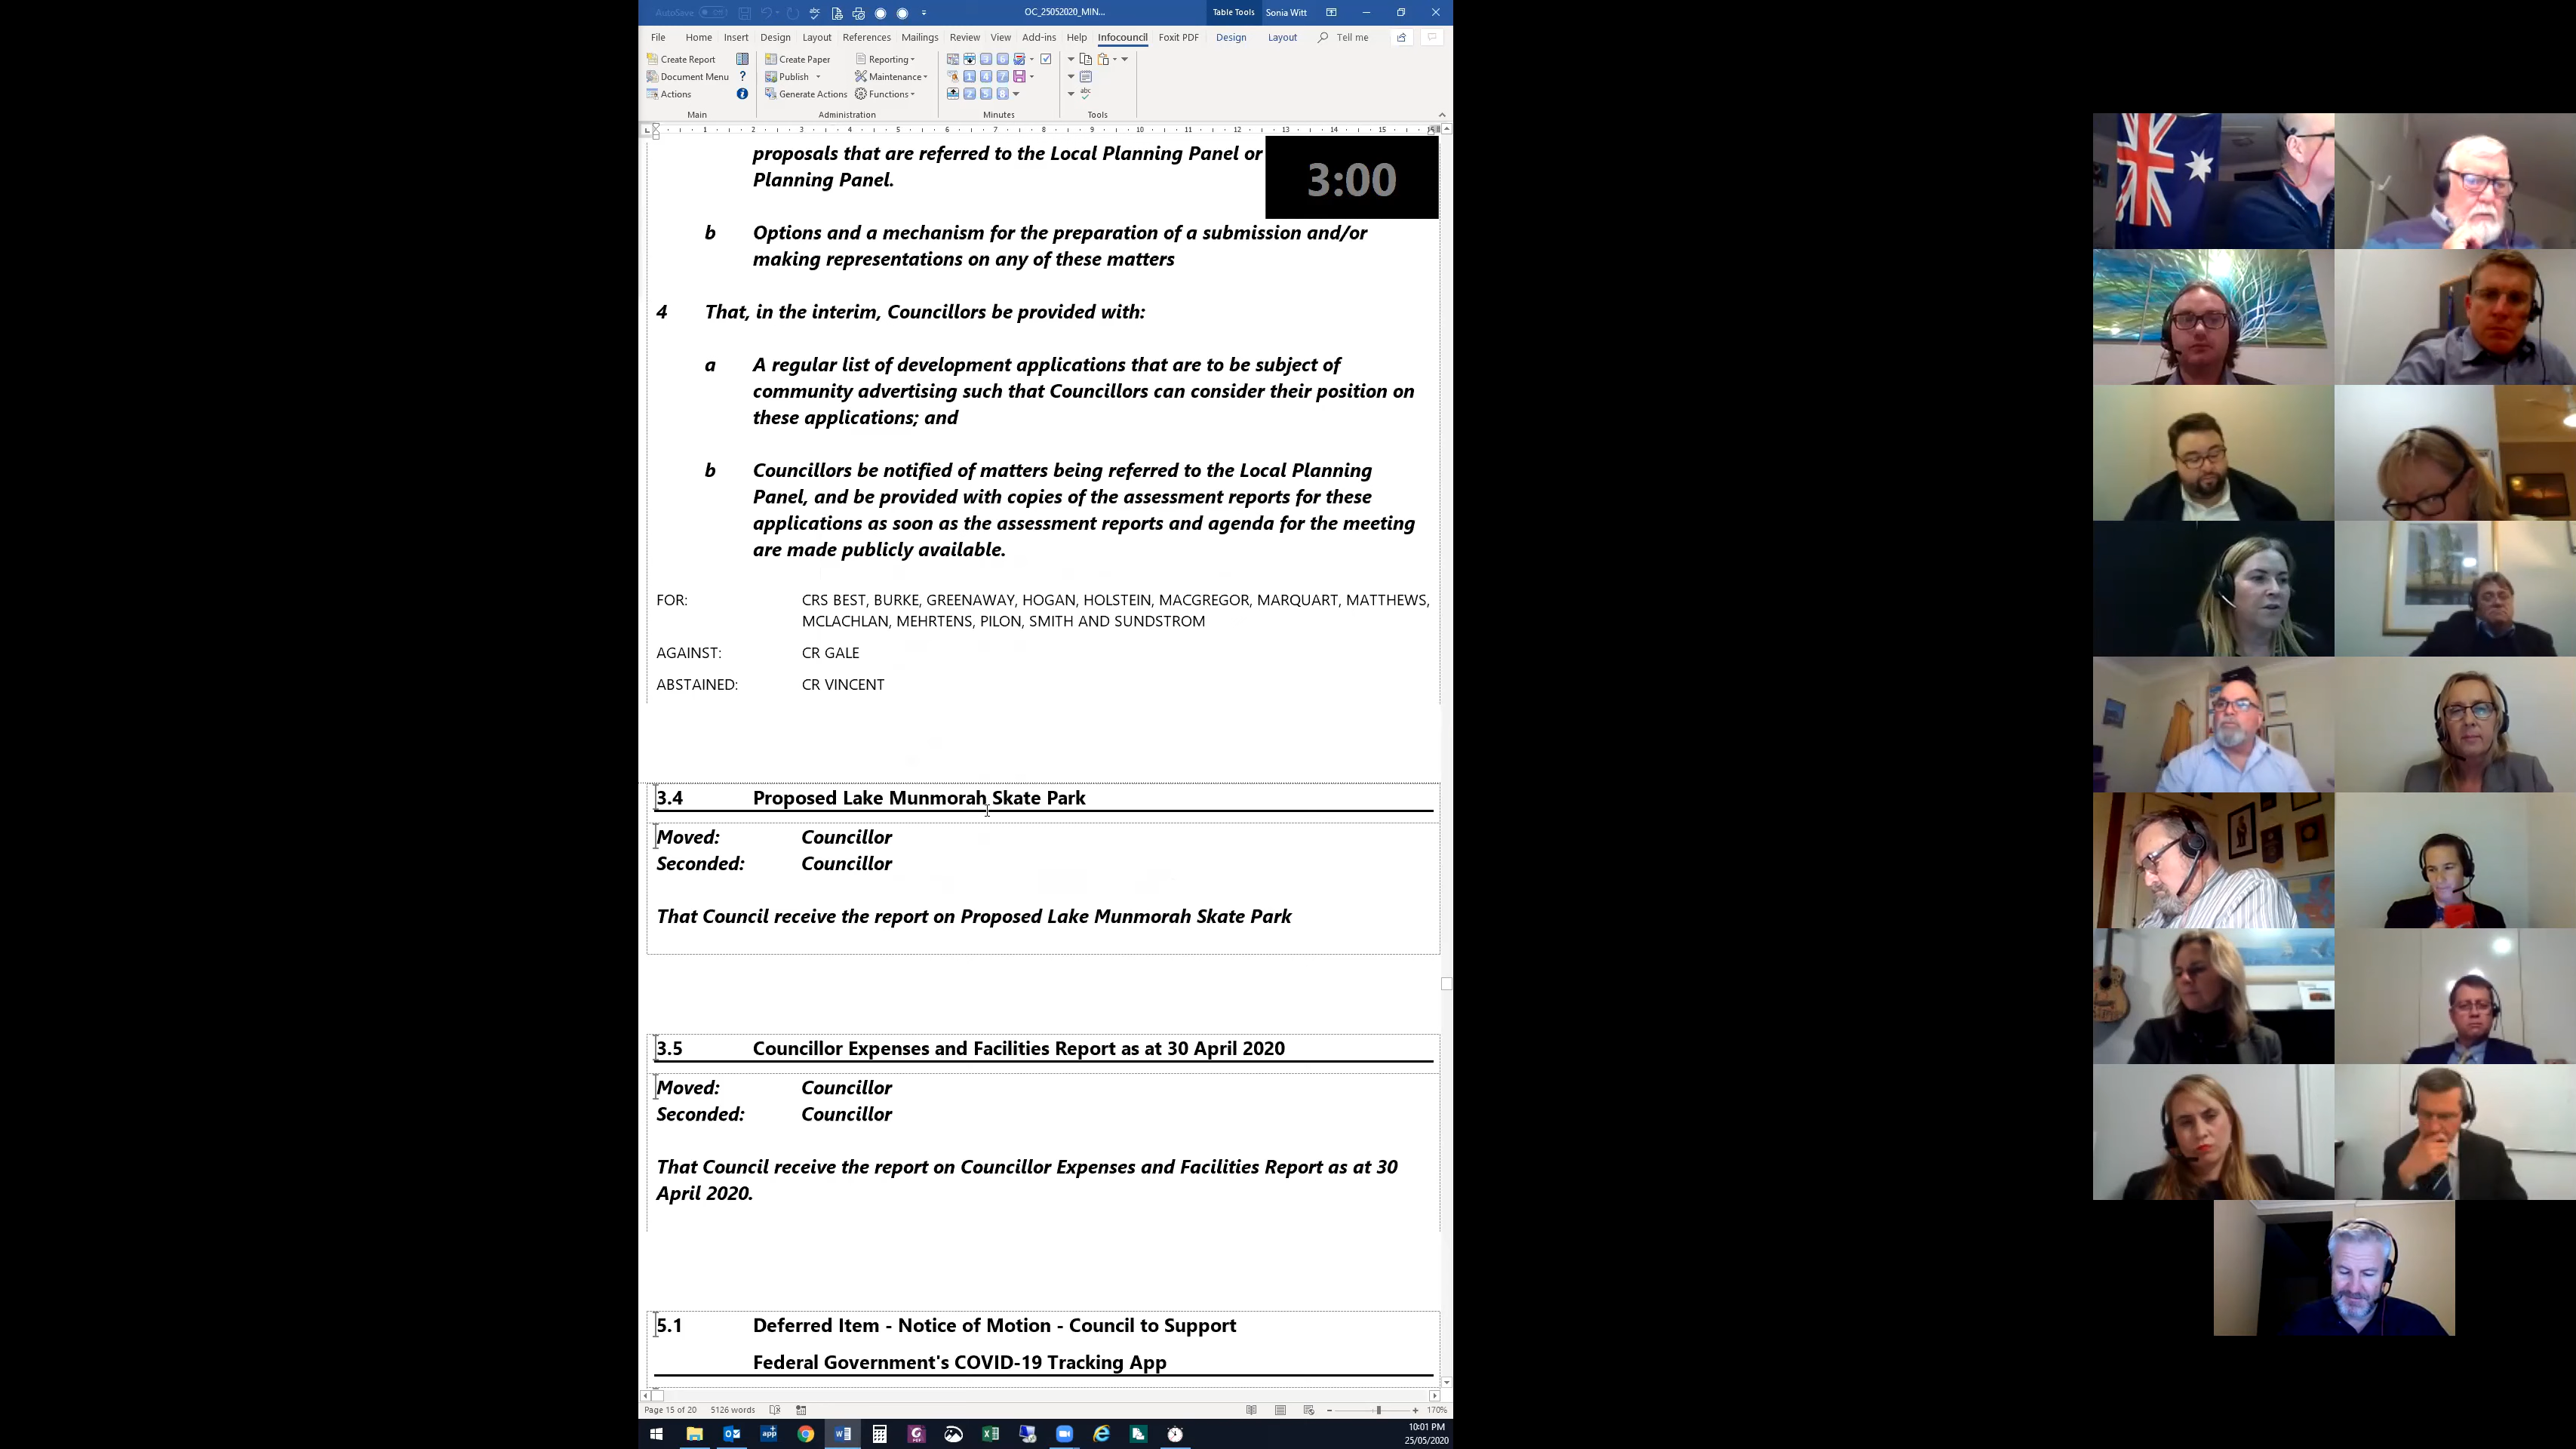 AutoSave
Off
OC_25052020_MIN...
Table Tools
Sonia Witt
File
Home
Insert
Design
Layout
References
Mailings
Review
View
Add-ins
Help
Infocouncil
Foxit PDF
Design
Layout
Tell me
Create Report
Document Menu
Actions
Main
Create Paper
Publish
Generate Actions
Reporting
Maintenance
Functions
Administration
Minutes
Tools
3:00
proposals that are referred to the Local Planning Panel or
Planning Panel.
b Options and a mechanism for the preparation of a submission and/or
making representations on any of these matters
4 That, in the interim, Councillors be provided with:
a A regular list of development applications that are to be subject of
community advertising such that Councillors can consider their position on
these applications; and
b Councillors be notified of matters being referred to the Local Planning
Panel, and be provided with copies of the assessment reports for these
applications as soon as the assessment reports and agenda for the meeting
are made publicly available.
FOR: CRS BEST, BURKE, GREENAWAY, HOGAN, HOLSTEIN, MACGREGOR, MARQUART, MATTHEWS,
MCLACHLAN, MEHRTENS, PILON, SMITH AND SUNDSTROM
AGAINST: CR GALE
ABSTAINED: CR VINCENT
3.4 Proposed Lake Munmorah Skate Park
Moved: Councillor
Seconded: Councillor
That Council receive the report on Proposed Lake Munmorah Skate Park
3.5 Councillor Expenses and Facilities Report as at 30 April 2020
Moved: Councillor
Seconded: Councillor
That Council receive the report on Councillor Expenses and Facilities Report as at 30
April 2020.
5.1 Deferred Item - Notice of Motion - Council to Support
Federal Government's COVID-19 Tracking App
Page 15 of 20
5126 words
170%
10:01 PM
25/05/2020